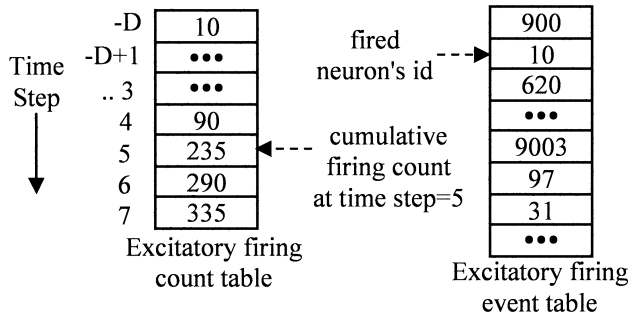 Time
Step
-D
-D+1
.. 3
4
5
6
7
10
•••
•••
90
235
290
335
Excitatory firing
count table
fired
neuron's id
cumulative
firing count
at time step=5
900
10
620
•••
9003
97
31
•••
Excitatory firing
event table